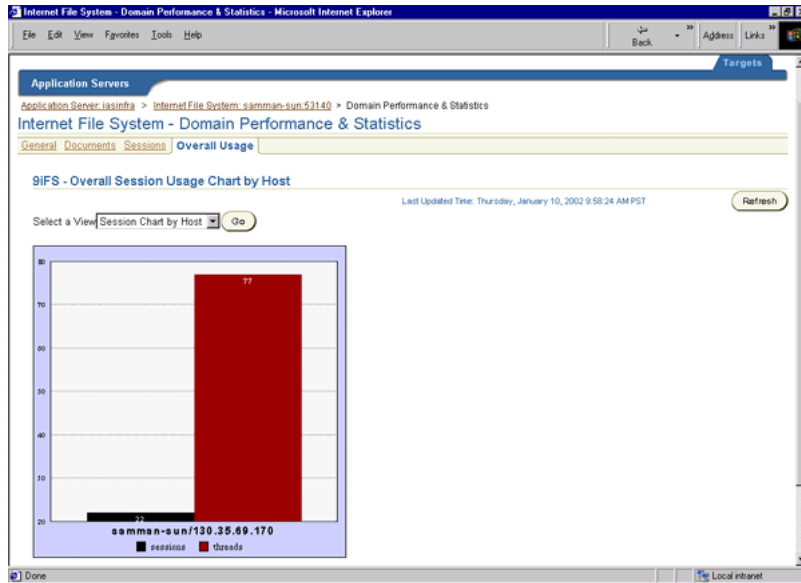 Internet File System - Domain Performance & Statistics - Microsoft Internet Explorer
File Edit View Favorites Tools Help
Back
Address
Links
Targets
Application Servers
Application Server: iasinfra > Internet File System: samman-sun:53140 > Domain Performance & Statistics
Internet File System - Domain Performance & Statistics
General Documents Sessions Overall Usage
9iFS - Overall Session Usage Chart by Host
Last Updated Time: Thursday, January 10, 2002 9:58:24 AM PST
Refresh
Select a View Session Chart by Host Go
80
77
70
60
50
40
30
20
22
samman-sun/130.35.69.170
sessions threads
Done
Local intranet